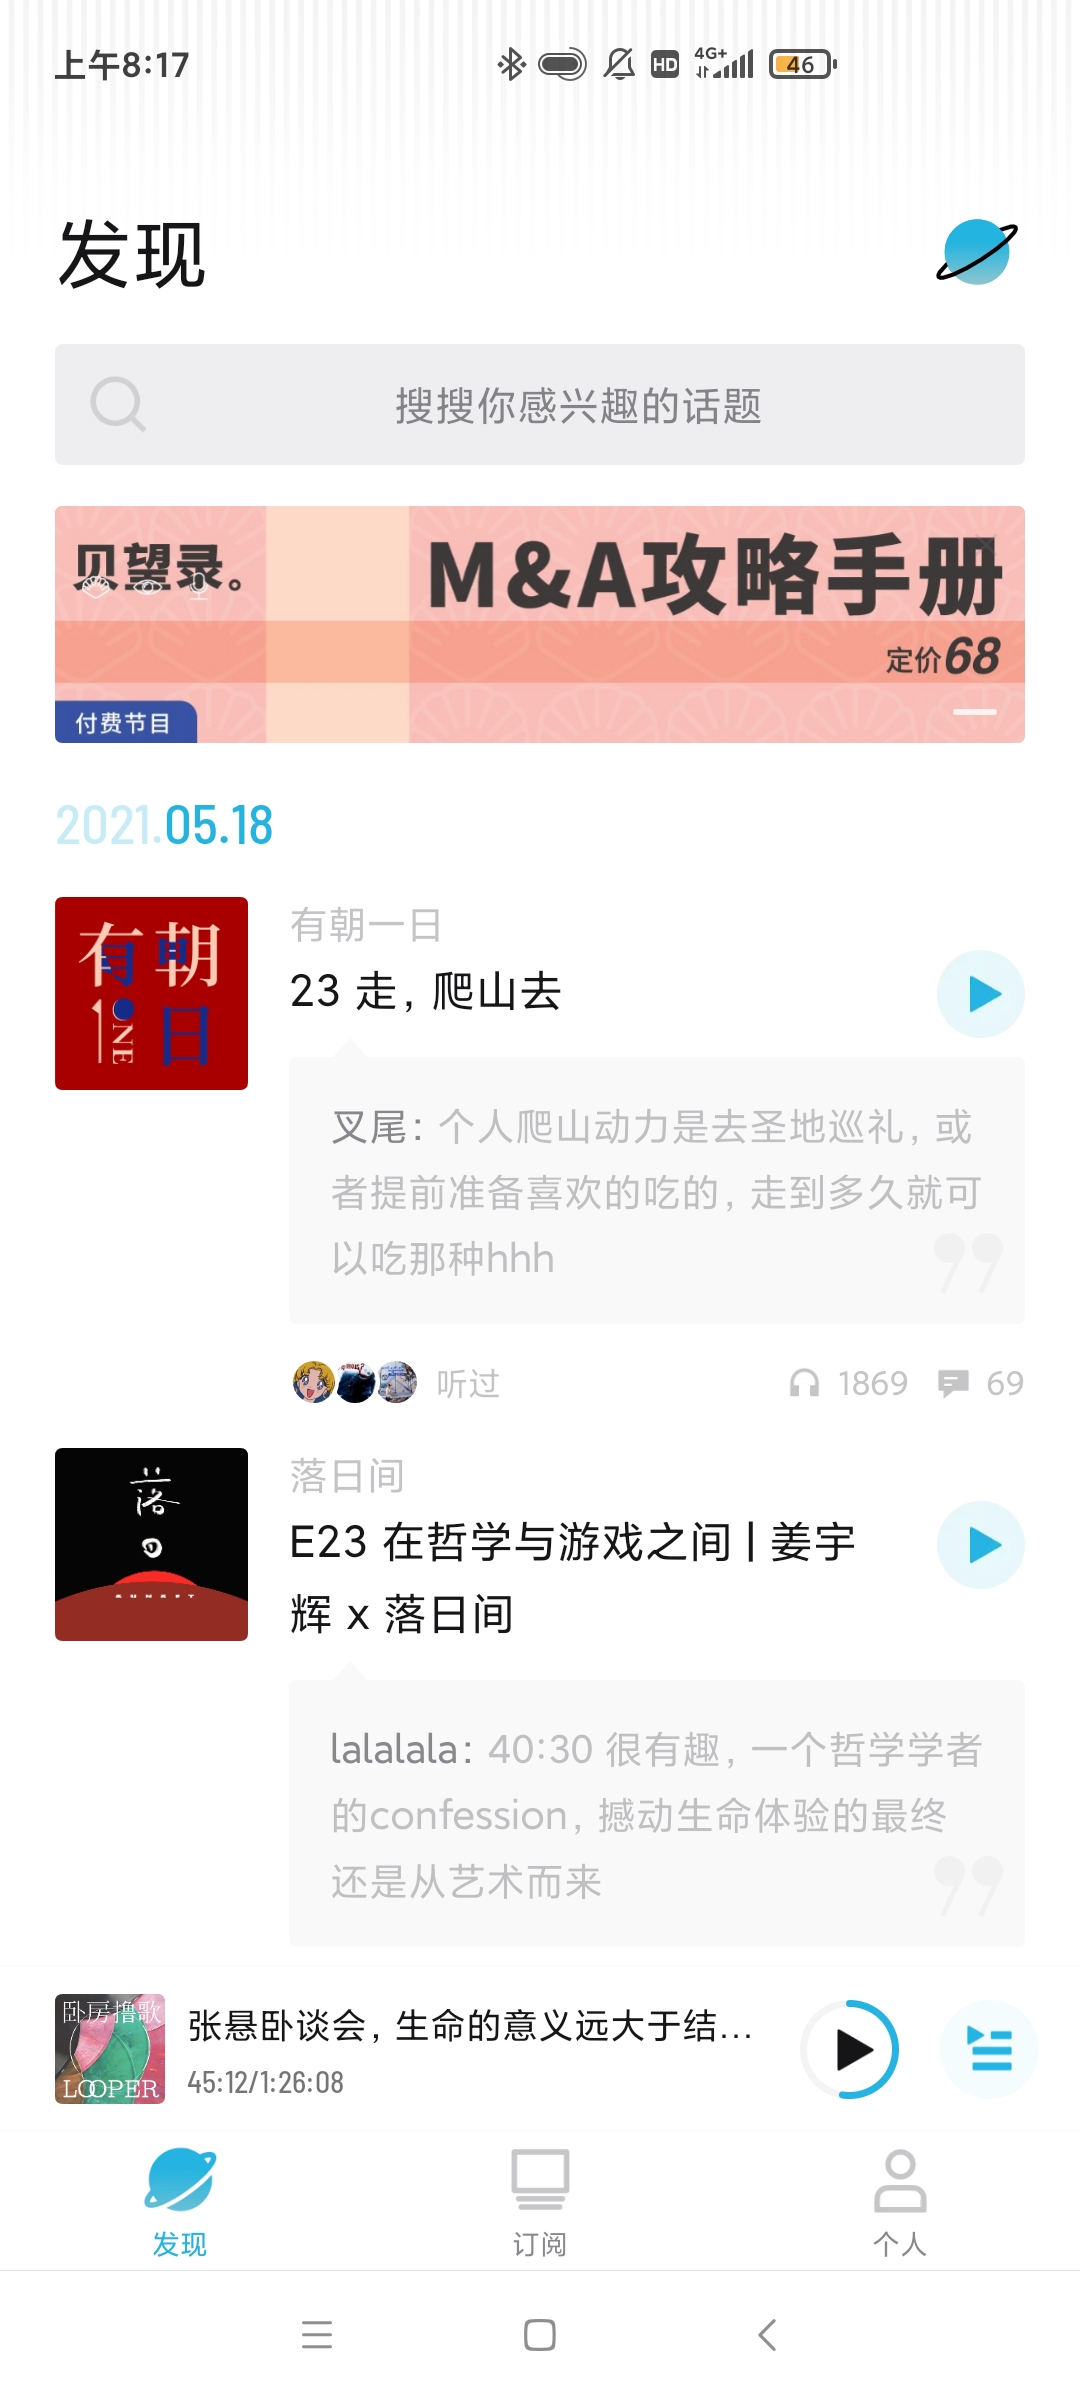 上午8:17
HD
4G+
46
发现
搜搜你感兴趣的话题
贝望录。
M&A攻略手册
定价68
付费节目
2021.05.18
有朝
ONE
日
有朝一日
23 走，爬山去
叉尾：个人爬山动力是去圣地巡礼，或
者提前准备喜欢的吃的，走到多久就可
以吃那种hhh
听过
1869
69
落
日
落日间
E23 在哲学与游戏之间 | 姜宇
辉 x 落日间
lalalala：40:30 很有趣，一个哲学学者
的confession，撼动生命体验的最终
还是从艺术而来
卧房撸歌
LOOPER
张悬卧谈会，生命的意义远大于结...
45:12/1:26:08
发现
订阅
个人